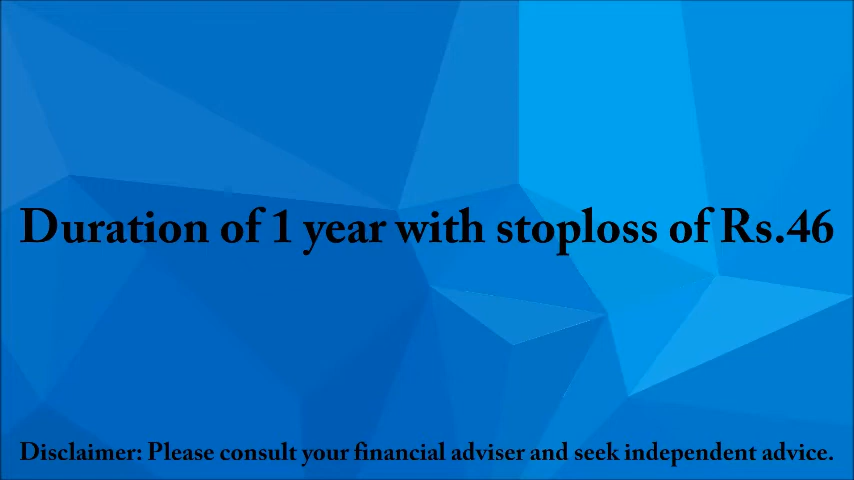 Duration of 1 year with stoploss of Rs.46
Disclaimer: Please consult your financial adviser and seek independent advice.